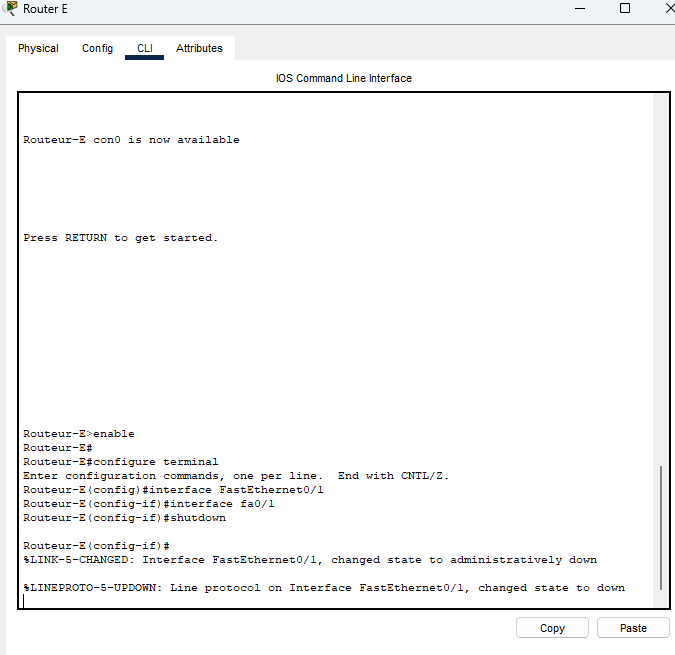 Router E
Physical Config CLI Attributes
IOS Command Line Interface
Routeur-E con0 is now available
Press RETURN to get started.
Routeur-E>enable
Routeur-E#
Routeur-E#configure terminal
Enter configuration commands, one per line.  End with CNTL/Z.
Routeur-E(config)#interface FastEthernet0/1
Routeur-E(config-if)#interface fa0/1
Routeur-E(config-if)#shutdown
Routeur-E(config-if)#
%LINK-5-CHANGED: Interface FastEthernet0/1, changed state to administratively down
%LINEPROTO-5-UPDOWN: Line protocol on Interface FastEthernet0/1, changed state to down
Copy Paste